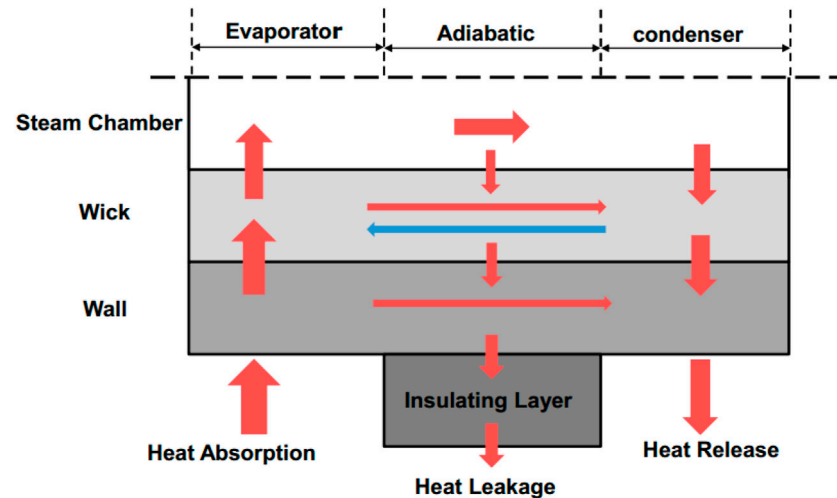 Evaporator
Adiabatic
condenser
Steam Chamber
Wick
Wall
Insulating Layer
Heat Absorption
Heat Release
Heat Leakage